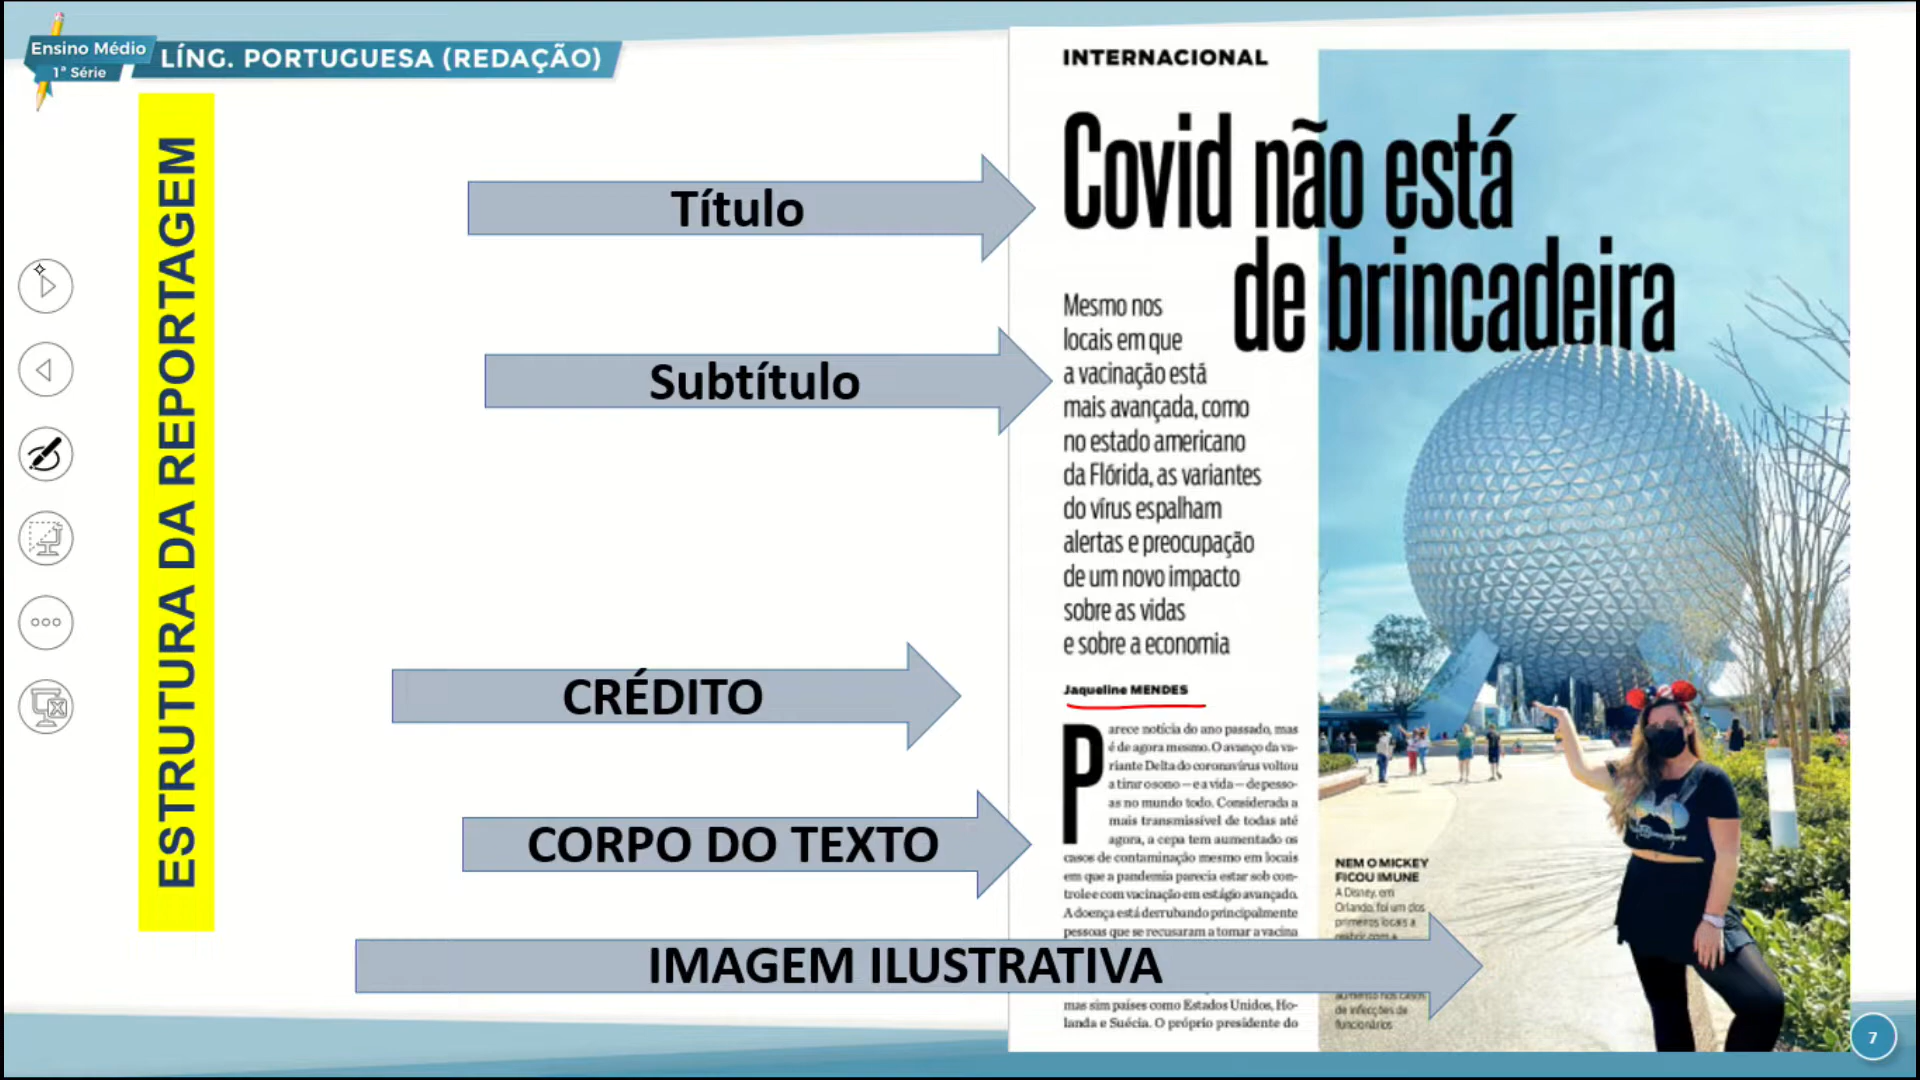 Ensino Médio
1ª Série
LÍNG. PORTUGUESA (REDAÇÃO)
ESTRUTURA DA REPORTAGEM
Título
Subtítulo
CRÉDITO
CORPO DO TEXTO
IMAGEM ILUSTRATIVA
INTERNACIONAL
Covid não está
de brincadeira
Mesmo nos
locais em que
a vacinação está
mais avançada, como
no estado americano
da Flórida, as variantes
do vírus espalham
alertas e preocupação
de um novo impacto
sobre as vidas
e sobre a economia
Jaqueline MENDES
Parece notícia do ano passado, mas
é de agora mesmo. O avanço da va-
riante Delta do coronavírus voltou
a tirar o sono — e a vida — de pesso-
as no mundo todo. Considerada a
mais transmissível de todas até
agora, a cepa tem aumentado os
casos de contaminação mesmo em locais
em que a pandemia parecia estar sob con-
trole e com vacinação em estágio avançado.
A doença está derrubando principalmente
pessoas que se recusaram a tomar a vacina
mas sim países como Estados Unidos, Ho-
landa e Suécia. O próprio presidente do
NEM O MICKEY
FICOU IMUNE
A Disney, em
Orlando, foi um dos
primeiros locais a
reabrir com a
aumento nos casos
de infecções de
funcionários
7